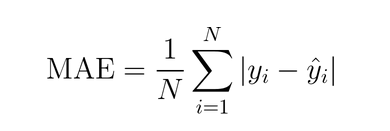 MAE = \frac{1}{N} \sum_{i=1}^{N} |y_i - \hat{y}_i|